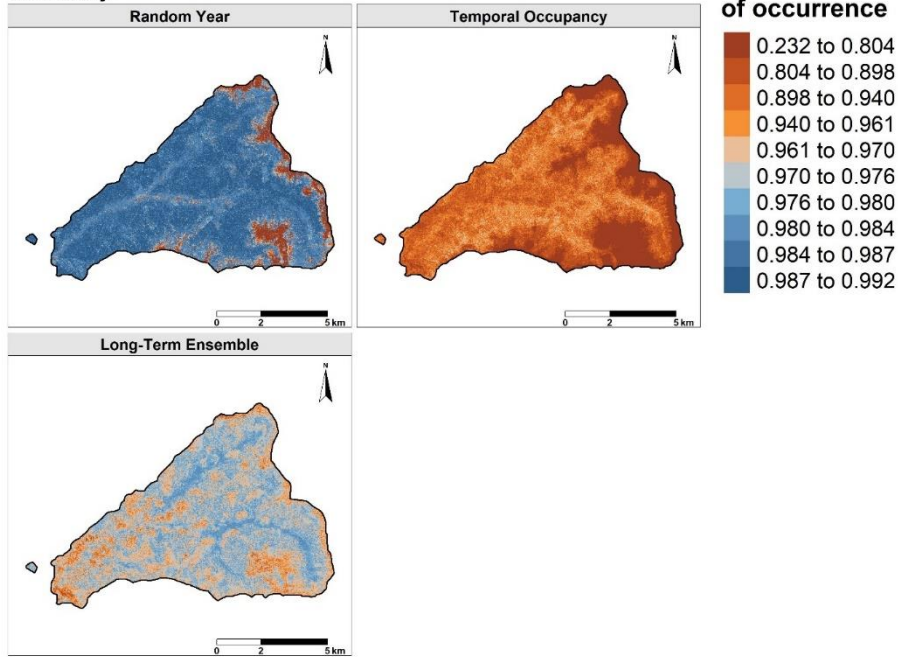 Random Year
Temporal Occupancy
of occurrence
N
N
0.232 to 0.804
0.804 to 0.898
0.898 to 0.940
0.940 to 0.961
0.961 to 0.970
0.970 to 0.976
0.976 to 0.980
0.980 to 0.984
0.984 to 0.987
0.987 to 0.992
0 2 5 km
0 2 5 km
Long-Term Ensemble
N
0 2 5 km